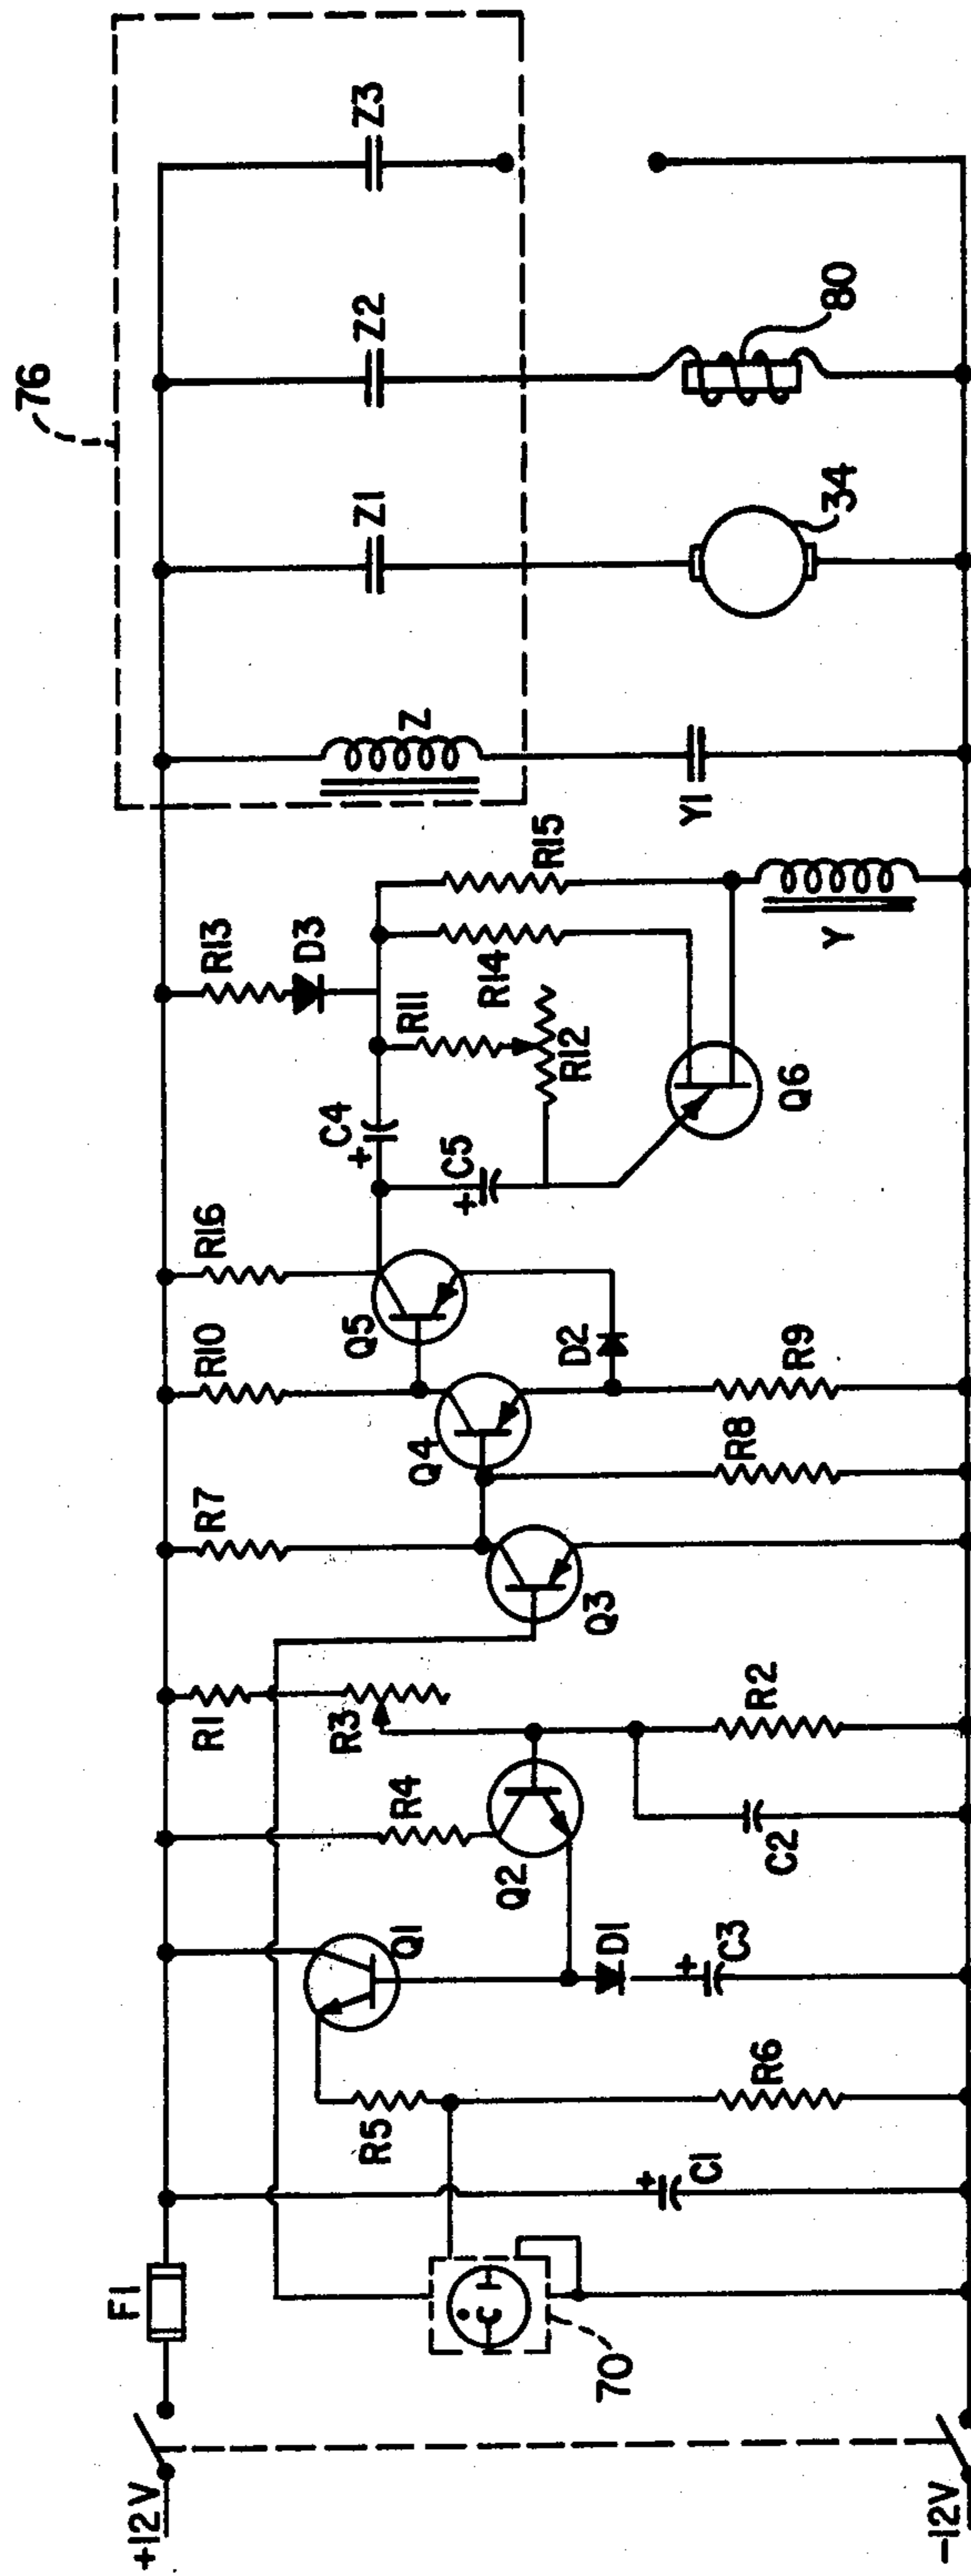 76
Z
Z1
Z2
Z3
80
34
Y1
Y
R13
D3
R11
R12
R14
R15
Q6
C4
+
C5
+
R16
R10
Q5
D2
R9
Q4
R8
R7
Q3
R1
R3
R2
R4
Q2
C2
Q1
D1
C3
+
R5
R6
C1
+
F1
C
70
+12V
-12V